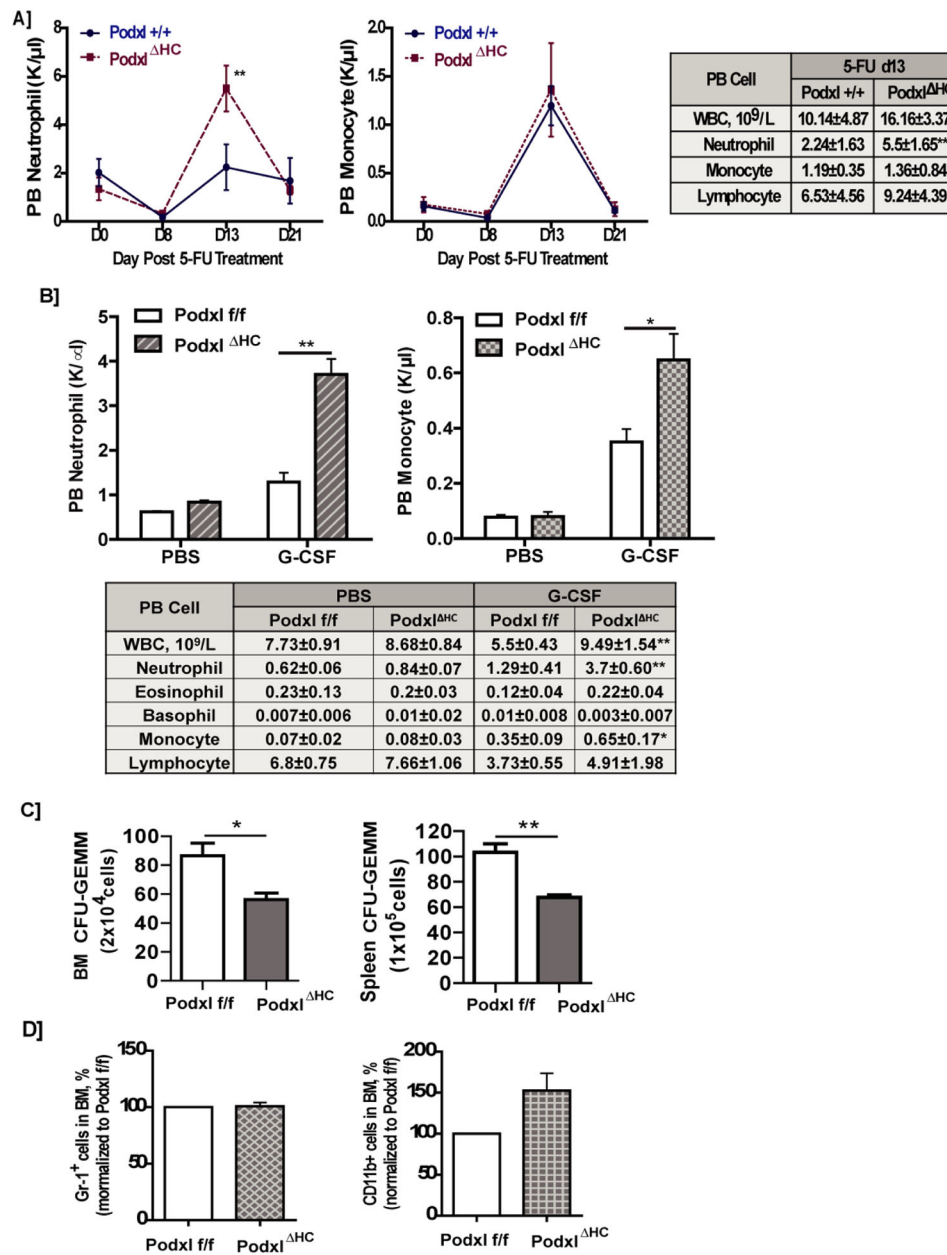 A]
Podxl +/+
Podxl ΔHC
PB Neutrophil (K/µl)
8
6
4
2
0
**
D0 D8 D13 D21
Day Post 5-FU Treatment
Podxl +/+
Podxl ΔHC
PB Monocyte (K/µl)
2.0
1.5
1.0
0.5
0.0
D0 D8 D13 D21
Day Post 5-FU Treatment
PB Cell 5-FU d13
Podxl +/+ PodxlΔHC
WBC, 10⁹/L 10.14±4.87 16.16±3.37
Neutrophil 2.24±1.63 5.5±1.65**
Monocyte 1.19±0.35 1.36±0.84
Lymphocyte 6.53±4.56 9.24±4.39
B]
Podxl f/f
Podxl ΔHC
PB Neutrophil (K/ αl)
5
4
2
1
0
**
PBS G-CSF
Podxl f/f
Podxl ΔHC
PB Monocyte (K/µl)
0.8
0.6
0.4
0.2
0.0
*
PBS G-CSF
PB Cell PBS G-CSF
Podxl f/f PodxlΔHC Podxl f/f PodxlΔHC
WBC, 10⁹/L 7.73±0.91 8.68±0.84 5.5±0.43 9.49±1.54**
Neutrophil 0.62±0.06 0.84±0.07 1.29±0.41 3.7±0.60**
Eosinophil 0.23±0.13 0.2±0.03 0.12±0.04 0.22±0.04
Basophil 0.007±0.006 0.01±0.02 0.01±0.008 0.003±0.007
Monocyte 0.07±0.02 0.08±0.03 0.35±0.09 0.65±0.17*
Lymphocyte 6.8±0.75 7.66±1.06 3.73±0.55 4.91±1.98
C]
BM CFU-GEMM
(2x10⁴cells)
100
80
60
40
20
0
*
Podxl f/f Podxl ΔHC
Spleen CFU-GEMM
(1x10⁵cells)
120
100
80
60
40
20
0
**
Podxl f/f Podxl ΔHC
D]
Gr-1⁺ cells in BM, %
(mormalized to Podxl f/f)
150
100
50
0
Podxl f/f Podxl ΔHC
CD11b+ cells in BM, %
(normalized to Podxl f/f)
200
150
100
50
0
Podxl f/f Podxl ΔHC